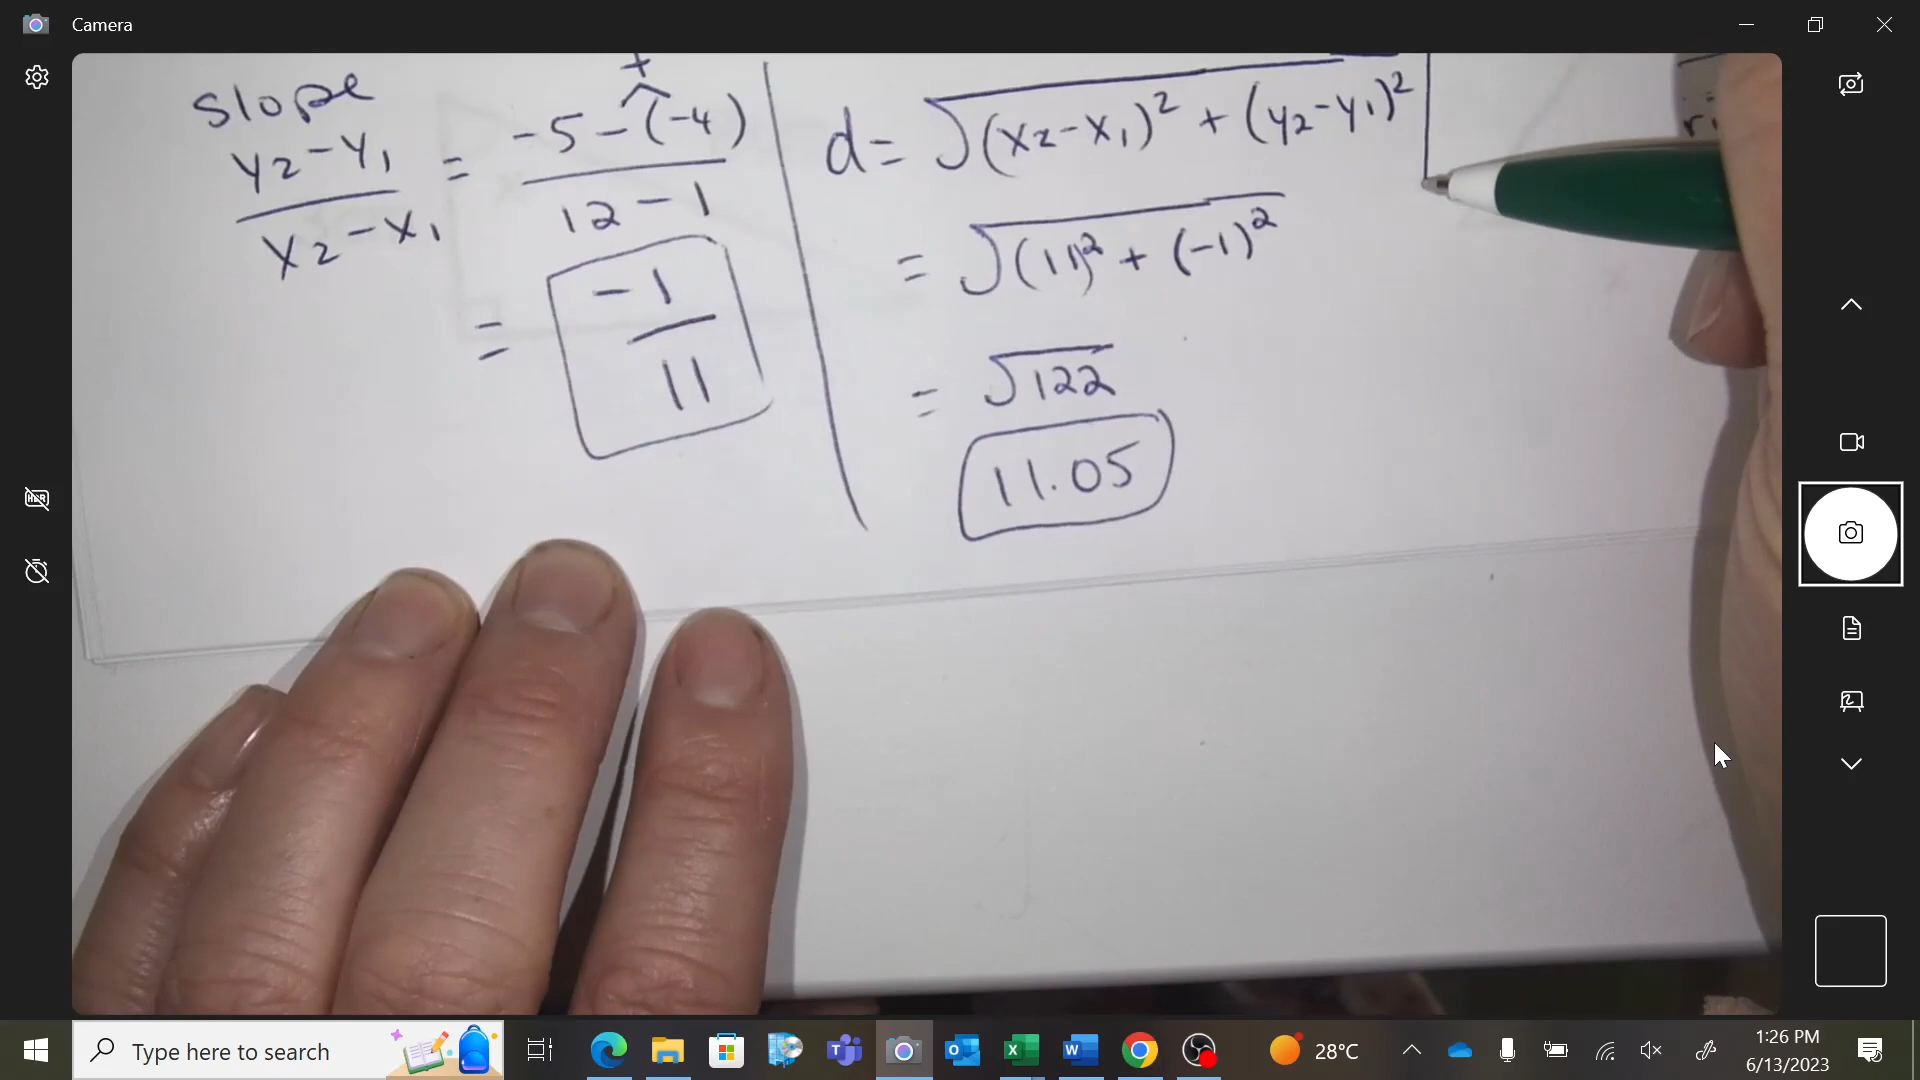 Camera
slope
y₂-y₁ / x₂-x₁ = -5-(-4) / 12-1
+
= -1 / 11
d = √(x₂-x₁)² + (y₂-y₁)²
= √(11)² + (-1)²
= √122
11.05
Type here to search
28°C
1:26 PM
6/13/2023